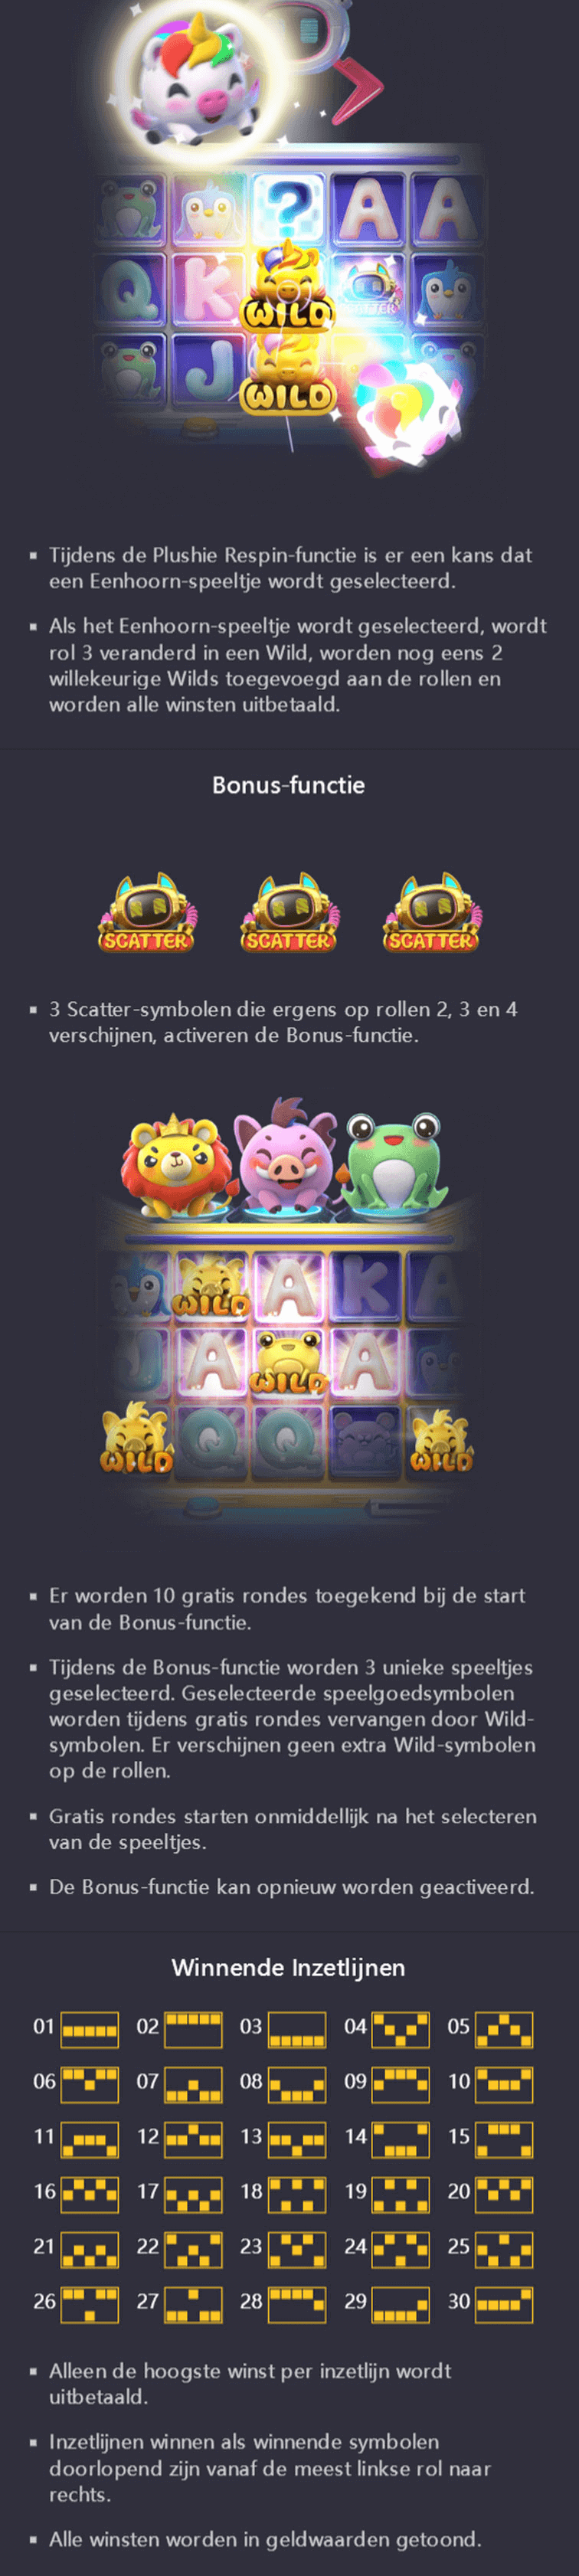 ?
A
A
Q
K
WILD
SCATTER
J
WILD
Tijdens de Plushie Respin-functie is er een kans dat
een Eenhoorn-speeltje wordt geselecteerd.
Als het Eenhoorn-speeltje wordt geselecteerd, wordt
rol 3 veranderd in een Wild, worden nog eens 2
willekeurige Wilds toegevoegd aan de rollen en
worden alle winsten uitbetaald.
Bonus-functie
SCATTER SCATTER SCATTER
3 Scatter-symbolen die ergens op rollen 2, 3 en 4
verschijnen, activeren de Bonus-functie.
WILD A K A
J A WILD A
WILD Q Q WILD
Er worden 10 gratis rondes toegekend bij de start
van de Bonus-functie.
Tijdens de Bonus-functie worden 3 unieke speeltjes
geselecteerd. Geselecteerde speelgoedsymbolen
worden tijdens gratis rondes vervangen door Wild-
symbolen. Er verschijnen geen extra Wild-symbolen
op de rollen.
Gratis rondes starten onmiddellijk na het selecteren
van de speeltjes.
De Bonus-functie kan opnieuw worden geactiveerd.
Winnende Inzetlijnen
01 02 03 04 05
06 07 08 09 10
11 12 13 14 15
16 17 18 19 20
21 22 23 24 25
26 27 28 29 30
Alleen de hoogste winst per inzetlijn wordt
uitbetaald.
Inzetlijnen winnen als winnende symbolen
doorlopend zijn vanaf de meest linkse rol naar
rechts.
Alle winsten worden in geldwaarden getoond.